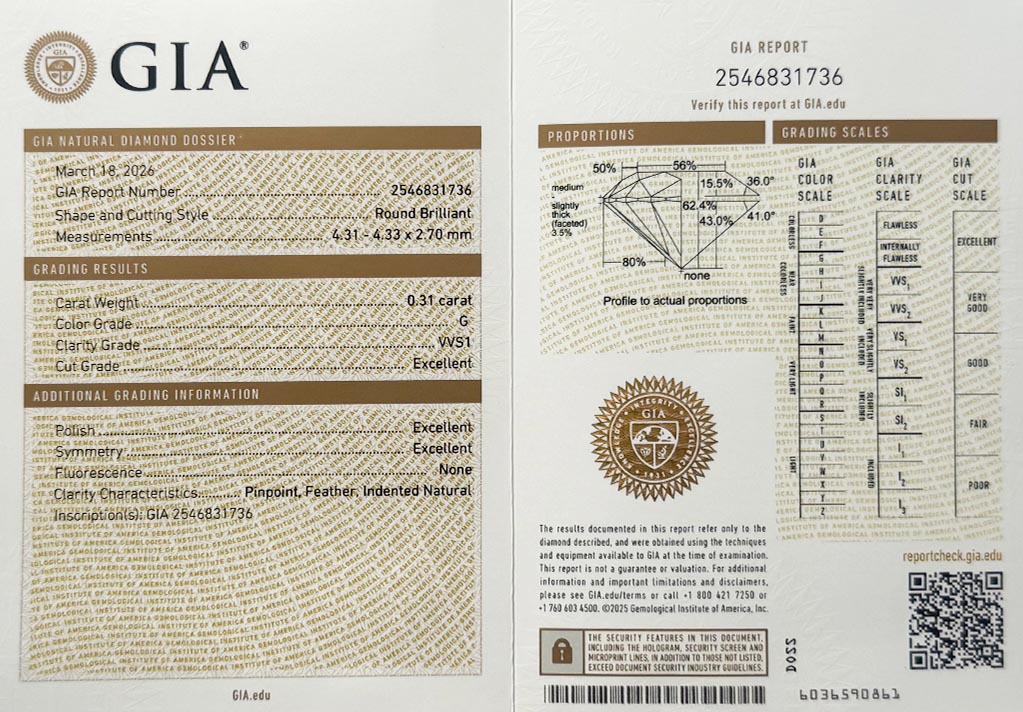 GIA®
GIA NATURAL DIAMOND DOSSIER®
March 18, 2026
GIA Report Number 2546831736
Shape and Cutting Style Round Brilliant
Measurements 4.31 - 4.33 x 2.70 mm
GRADING RESULTS
Carat Weight 0.31 carat
Color Grade G
Clarity Grade VVS1
Cut Grade Excellent
ADDITIONAL GRADING INFORMATION
Polish Excellent
Symmetry Excellent
Fluorescence None
Clarity Characteristics Pinpoint, Feather, Indented Natural
Inscription(s): GIA 2546831736
GIA.edu
GIA REPORT
2546831736
Verify this report at GIA.edu
PROPORTIONS
50%
56%
15.5%
36.0°
medium
-
slightly
thick
(faceted)
3.5%
62.4%
43.0%
41.0°
80%
none
Profile to actual proportions
GIA
The results documented in this report refer only to the
diamond described, and were obtained using the techniques
and equipment available to GIA at the time of examination.
This report is not a guarantee or valuation. For additional
information and important limitations and disclaimers,
please see GIA.edu/terms or call +1 800 421 7250 or
+1 760 603 4500. ©2025 Gemological Institute of America, Inc.
THE SECURITY FEATURES IN THIS DOCUMENT,
INCLUDING THE HOLOGRAM, SECURITY SCREEN AND
MICROPRINT LINES, IN ADDITION TO THOSE NOT LISTED,
EXCEED DOCUMENT SECURITY INDUSTRY GUIDELINES.
GRADING SCALES
GIA
COLOR
SCALE
COLORLESS
D
E
F
NEAR COLORLESS
G
H
I
J
FAINT
K
L
M
VERY LIGHT
N
O
P
Q
R
LIGHT
S
T
U
V
W
X
Y
Z
GIA
CLARITY
SCALE
FLAWLESS
INTERNALLY
FLAWLESS
VERY VERY
SLIGHTLY INCLUDED
VVS1
VVS2
VERY SLIGHTLY
INCLUDED
VS1
VS2
SLIGHTLY
INCLUDED
SI1
SI2
INCLUDED
I1
I2
I3
GIA
CUT
SCALE
EXCELLENT
VERY
GOOD
GOOD
FAIR
POOR
reportcheck.gia.edu
D022
6036590861